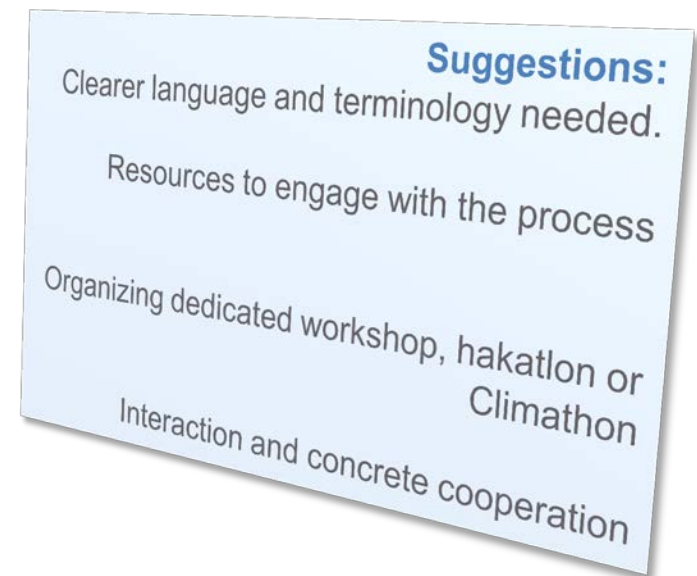 Suggestions:
Clearer language and terminology needed.
Resources to engage with the process
Organizing dedicated workshop, hakatlon or
Climathon
Interaction and concrete cooperation